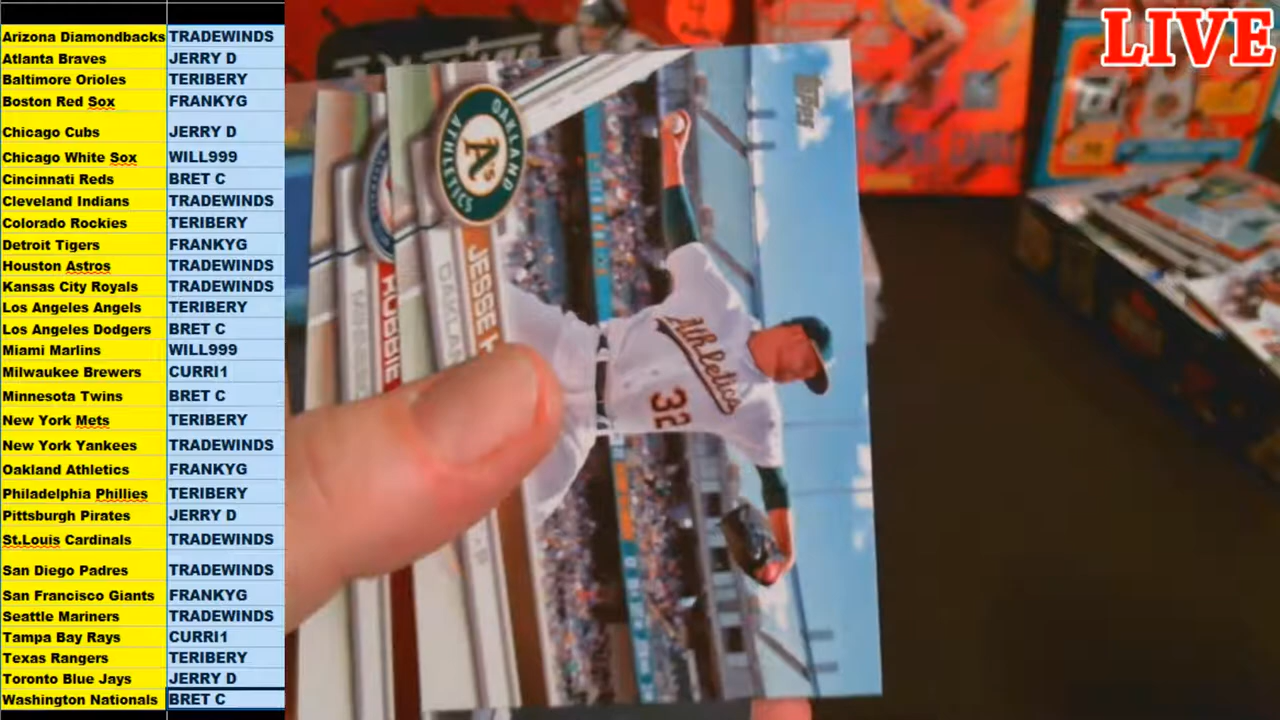 Arizona Diamondbacks TRADEWINDS
Atlanta Braves JERRY D
Baltimore Orioles TERIBERY
Boston Red Sox FRANKYG
Chicago Cubs JERRY D
Chicago White Sox WILL999
Cincinnati Reds BRET C
Cleveland Indians TRADEWINDS
Colorado Rockies TERIBERY
Detroit Tigers FRANKYG
Houston Astros TRADEWINDS
Kansas City Royals TRADEWINDS
Los Angeles Angels TERIBERY
Los Angeles Dodgers BRET C
Miami Marlins WILL999
Milwaukee Brewers CURRI1
Minnesota Twins BRET C
New York Mets TERIBERY
New York Yankees TRADEWINDS
Oakland Athletics FRANKYG
Philadelphia Phillies TERIBERY
Pittsburgh Pirates JERRY D
St.Louis Cardinals TRADEWINDS
San Diego Padres TRADEWINDS
San Francisco Giants FRANKYG
Seattle Mariners TRADEWINDS
Tampa Bay Rays CURRI1
Texas Rangers TERIBERY
Toronto Blue Jays JERRY D
Washington Nationals BRET C
LIVE
Topps
OAKLAND
A's
ATHLETICS
JESSE
Athletics
32